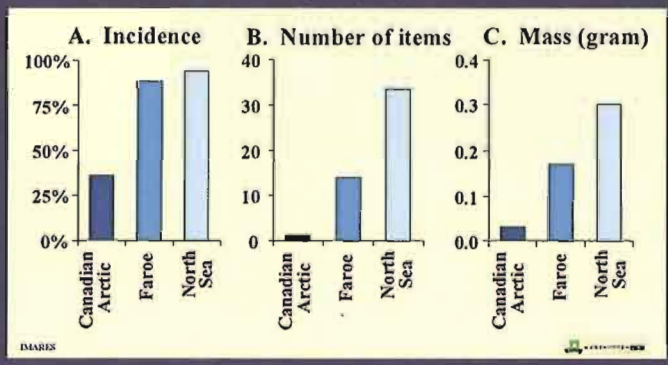 A. Incidence
100%
75%
50%
25%
0%
Canadian
Arctic
Faroe
North
Sea
B. Number of items
40
30
20
10
0
Canadian
Arctic
Faroe
North
Sea
C. Mass (gram)
0.4
0.3
0.2
0.1
0.0
Canadian
Arctic
Faroe
North
Sea
IMARES